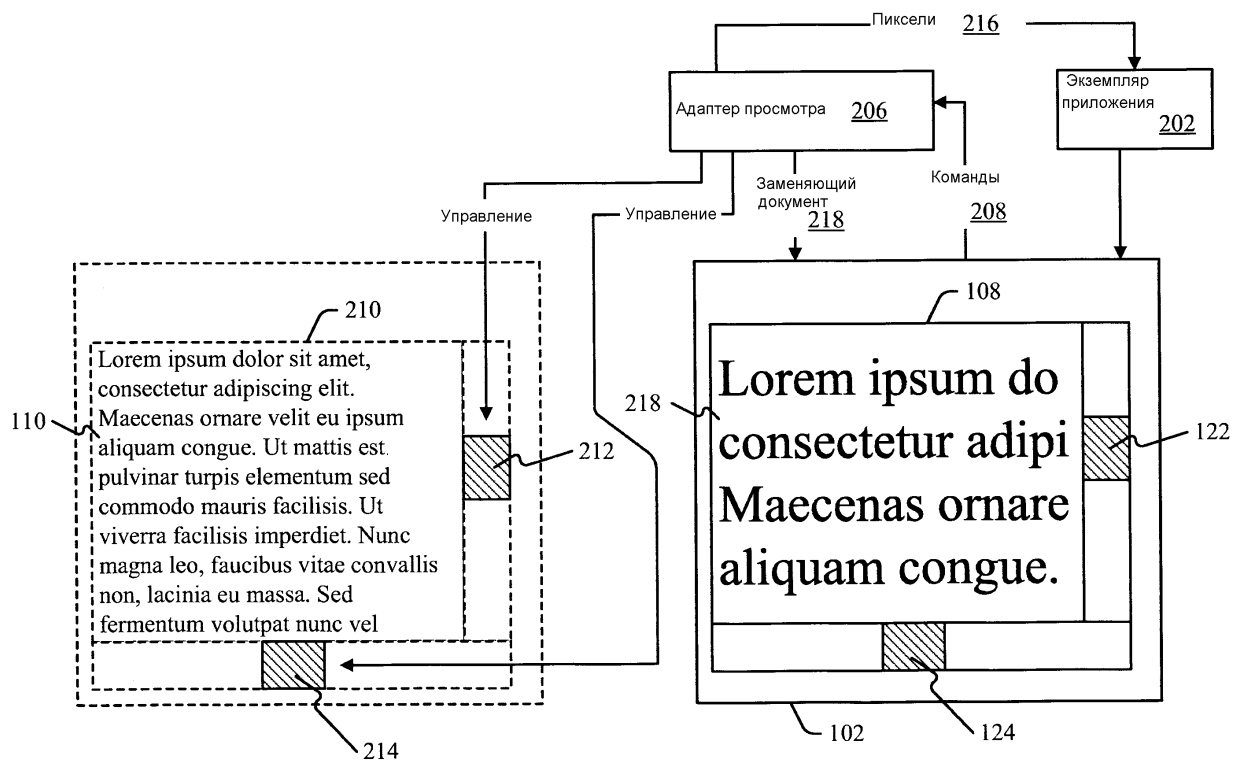 Пиксели 216
Экземпляр
приложения
202
Адаптер просмотра 206
Заменяющий
документ
218
Команды
208
Управление
Управление
210
108
Lorem ipsum dolor sit amet,
consectetur adipiscing elit.
Maecenas ornare velit eu ipsum
aliquam congue. Ut mattis est
pulvinar turpis elementum sed
commodo mauris facilisis. Ut
viverra facilisis imperdiet. Nunc
magna leo, faucibus vitae convallis
non, lacinia eu massa. Sed
fermentum volutpat nunc vel
110
212
214
Lorem ipsum do
consectetur adipi
Maecenas ornare
aliquam congue.
218
122
124
102